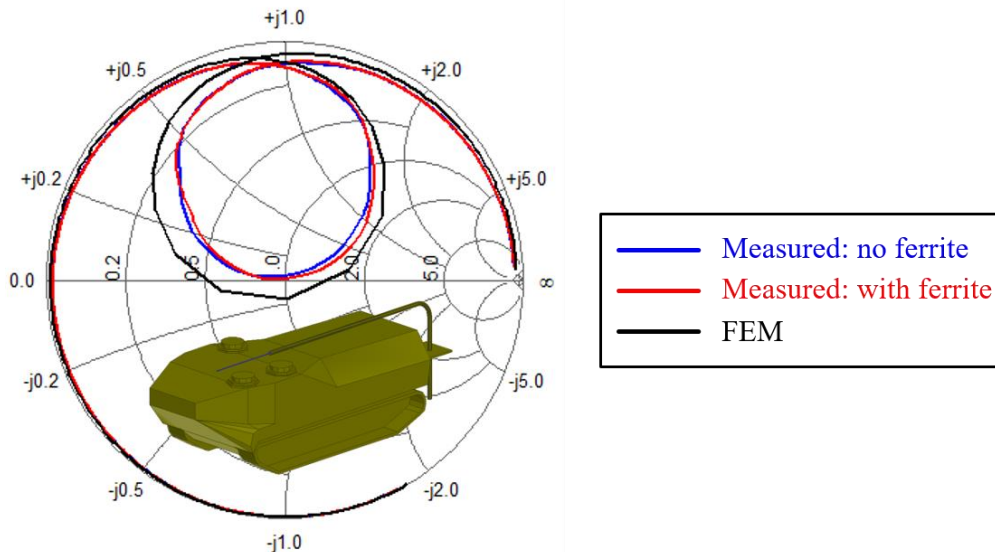 +j1.0
+j0.5
+j2.0
+j0.2
+j5.0
0.0
0.2
0.5
.0
2.0
5.0
∞
-j0.2
-j5.0
-j0.5
-j2.0
-j1.0
Measured: no ferrite
Measured: with ferrite
FEM